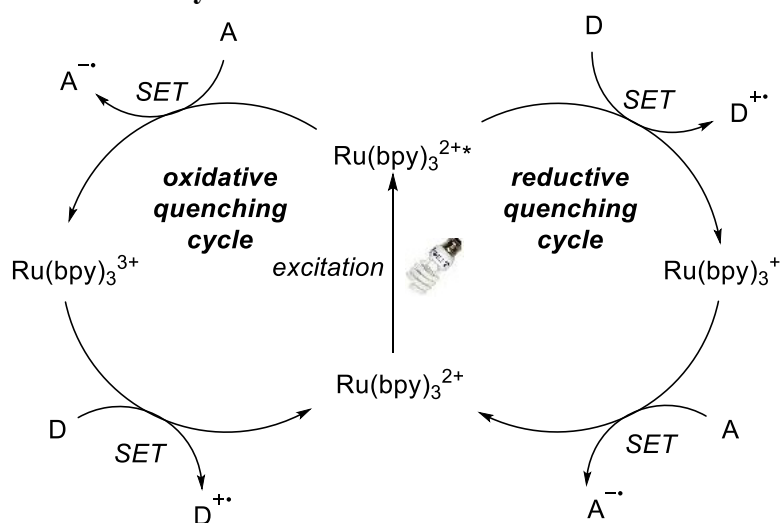 A
D
A−•
SET
SET
D+•
Ru(bpy)₃²⁺*
oxidative
quenching
cycle
reductive
quenching
cycle
Ru(bpy)₃³⁺
excitation
Ru(bpy)₃⁺
Ru(bpy)₃²⁺
D
SET
SET
A
D+•
A−•